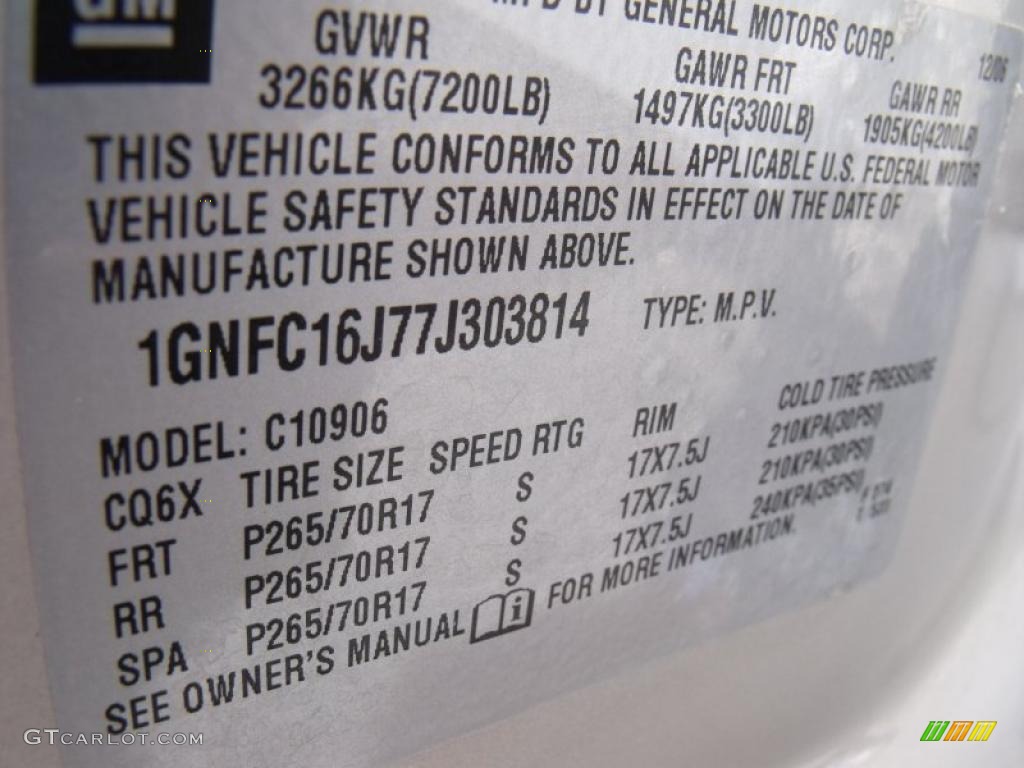 GM
MFD BY GENERAL MOTORS CORP.
12/06
GVWR GAWR FRT GAWR RR
3266KG(7200LB) 1497KG(3300LB) 1905KG(4200LB)
THIS VEHICLE CONFORMS TO ALL APPLICABLE U.S. FEDERAL MOTOR
VEHICLE SAFETY STANDARDS IN EFFECT ON THE DATE OF
MANUFACTURE SHOWN ABOVE.
1GNFC16J77J303814 TYPE: M.P.V.
MODEL: C10906
CQ6X TIRE SIZE SPEED RTG RIM COLD TIRE PRESSURE
FRT P265/70R17 S 17X7.5J 210KPA(30PSI)
RR P265/70R17 S 17X7.5J 210KPA(30PSI)
SPA P265/70R17 S 17X7.5J 240KPA(35PSI)
SEE OWNER'S MANUAL i FOR MORE INFORMATION.
GTCARLOT.COM